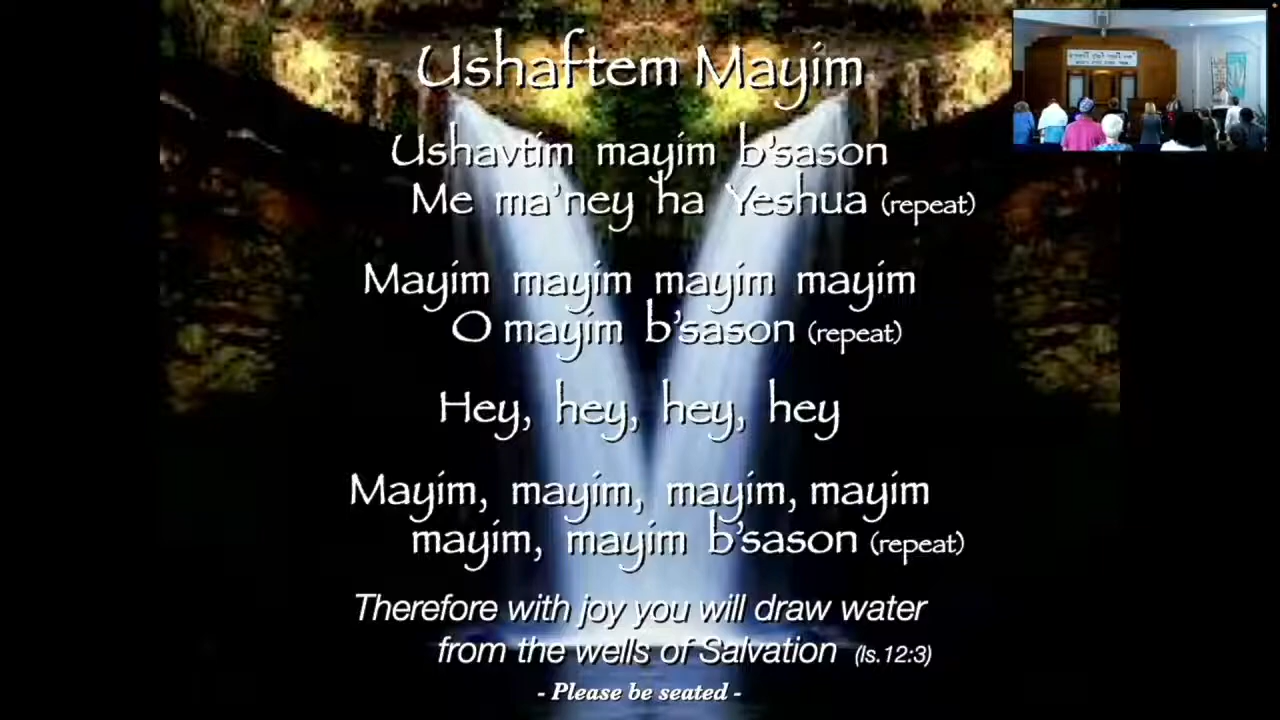 Ushaftem Mayim
Ushavtim mayim b'sason
Me ma'ney ha Yeshua (repeat)
Mayim mayim mayim mayim
O mayim b'sason (repeat)
Hey, hey, hey, hey
Mayim, mayim, mayim, mayim
mayim, mayim b'sason (repeat)
Therefore with joy you will draw water
from the wells of Salvation (Is.12:3)
- Please be seated -